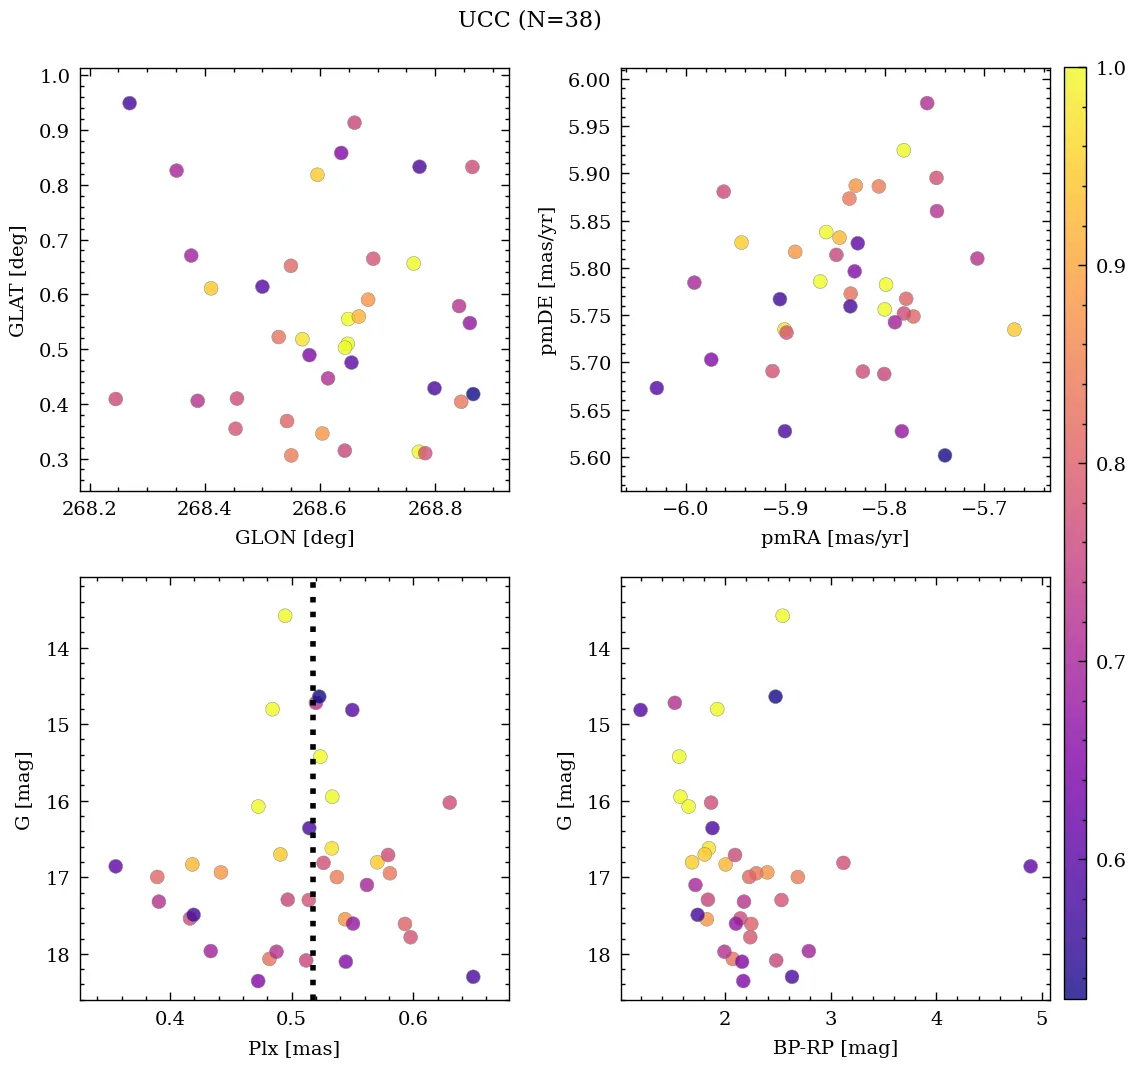 UCC (N=38)
1.0
0.9
0.8
0.7
0.6
0.5
0.4
0.3
GLAT [deg]
268.2 268.4 268.6 268.8
GLON [deg]
6.00
5.95
5.90
5.85
5.80
5.75
5.70
5.65
5.60
pmDE [mas/yr]
−6.0 −5.9 −5.8 −5.7
pmRA [mas/yr]
1.0
0.9
0.8
0.7
0.6
14
15
16
17
18
G [mag]
0.4 0.5 0.6
Plx [mas]
14
15
16
17
18
G [mag]
2 3 4 5
BP-RP [mag]